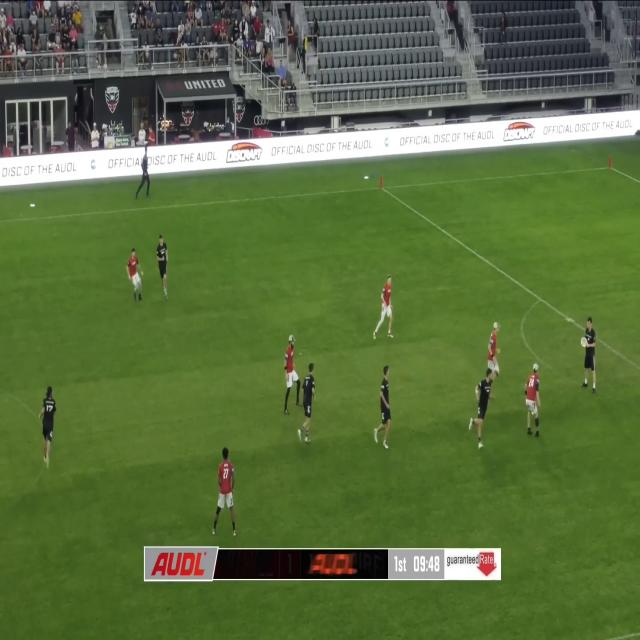 UNITED
OFFICIAL DISC OF THE AUDL
DISCRAFT
OFFICIAL DISC OF THE AUDL
OFFICIAL DISC OF THE AUDL
DISCRAFT
OFFICIAL DISC OF THE AUDL
17
27
AUDL
AUDL
1st 09:48
guaranteed Rate